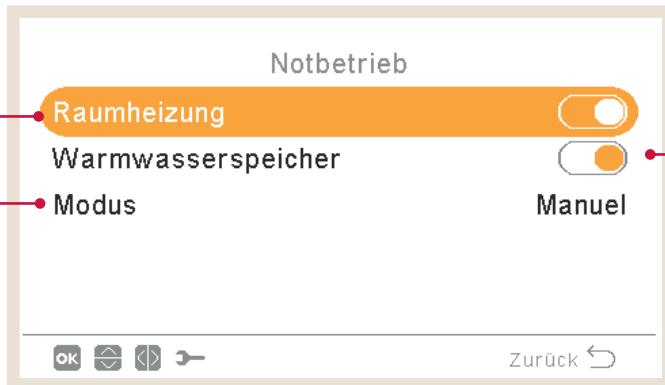 Notbetrieb
Raumheizung
Warmwasserspeicher
Modus Manuel
OK Zurück